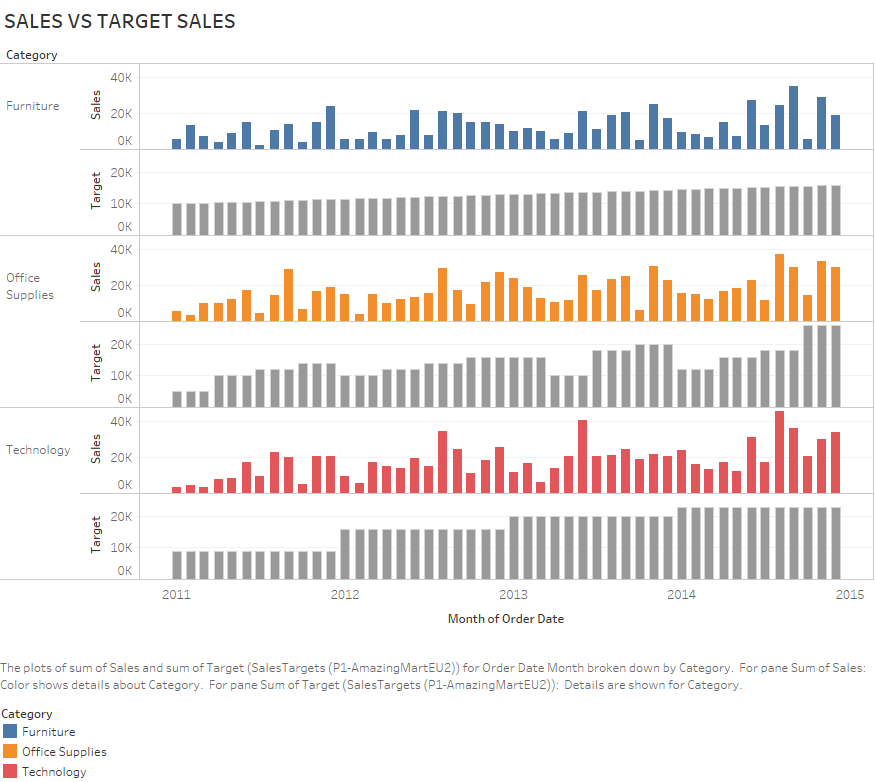 SALES VS TARGET SALES
Category
Furniture
Sales
40K
20K
0K
Target
20K
10K
0K
Office
Supplies
Sales
40K
20K
0K
Target
20K
10K
0K
Technology
Sales
40K
20K
0K
Target
20K
10K
0K
2011 2012 2013 2014 2015
Month of Order Date
The plots of sum of Sales and sum of Target (SalesTargets (P1-AmazingMartEU2)) for Order Date Month broken down by Category.  For pane Sum of Sales:
Color shows details about Category.  For pane Sum of Target (SalesTargets (P1-AmazingMartEU2)):  Details are shown for Category.
Category
Furniture
Office Supplies
Technology